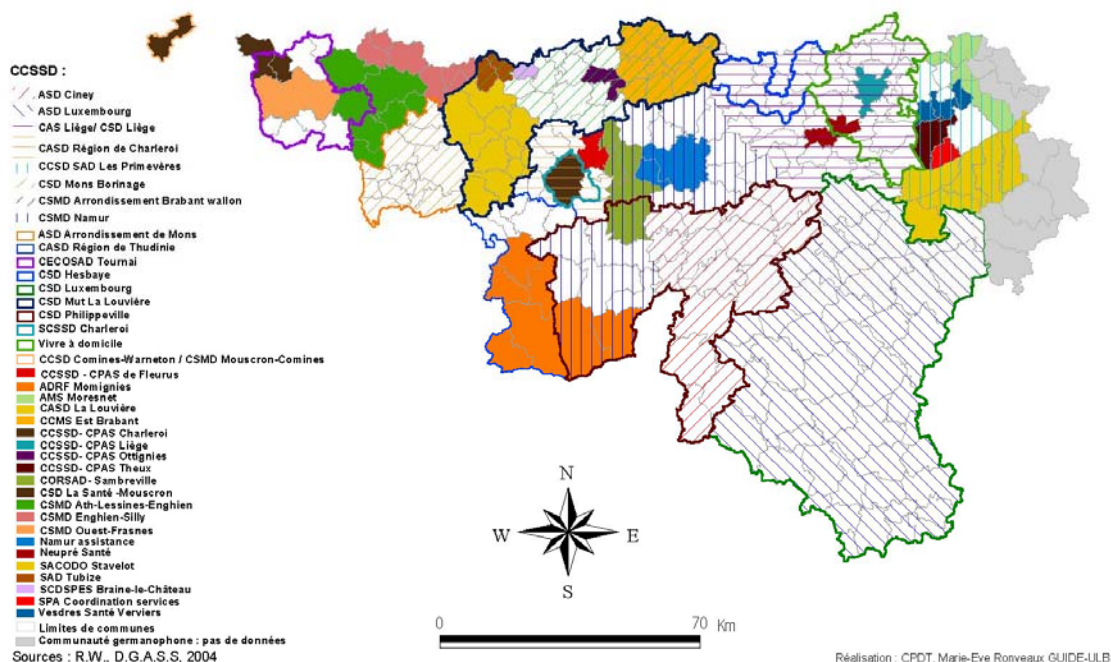 CCSSD :
ASD Ciney
ASD Luxembourg
CAS Liège/ CSD Liège
CASD Région de Charleroi
CCSD SAD Les Primevères
CSD Mons Borinage
CSMD Arrondissement Brabant wallon
CSMD Namur
ASD Arrondissement de Mons
CASD Région de Thudinie
CECOSAD Tournai
CSD Hesbaye
CSD Luxembourg
CSD Mut La Louvière
CSD Philippeville
SCSSD Charleroi
Vivre à domicile
CCSD Comines-Warneton / CSMD Mouscron-Comines
CCSSD - CPAS de Fleurus
ADRF Momignies
AMS Moresnet
CASD La Louvière
CCMS Est Brabant
CCSSD- CPAS Charleroi
CCSSD- CPAS Liège
CCSSD- CPAS Ottignies
CCSSD- CPAS Theux
CORSAD- Sambreville
CSD La Santé -Mouscron
CSMD Ath-Lessines-Enghien
CSMD Enghien-Silly
CSMD Ouest-Frasnes
Namur assistance
Neupré Santé
SACODO Stavelot
SAD Tubize
SCDSPES Braine-le-Château
SPA Coordination services
Vesdres Santé Verviers
Limites de communes
Communauté germanophone : pas de données
Sources : R.W., D.G.A.S.S. 2004
N
W E
S
0 70 Km
Réalisation : CPDT, Marie-Eve Ronveaux GUIDE-ULB